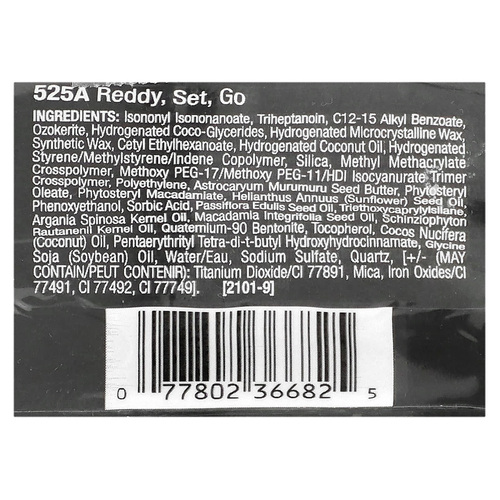 525A Reddy, Set, Go
INGREDIENTS: Isononyl Isononanoate, Triheptanoin, C12-15 Alkyl Benzoate,
Ozokerite, Hydrogenated Coco-Glycerides, Hydrogenated Microcrystalline Wax,
Synthetic Wax, Cetyl Ethylhexanoate, Hydrogenated Coconut Oil, Hydrogenated
Styrene/Methylstyrene/Indene Copolymer, Silica, Methyl Methacrylate
Crosspolymer, Methoxy PEG-17/Methoxy PEG-11/HDI Isocyanurate Trimer
Crosspolymer, Polyethylene, Astrocaryum Murumuru Seed Butter, Phytosteryl
Oleate, Phytosteryl Macadamiate, Helianthus Annuus (Sunflower) Seed Oil,
Phenoxyethanol, Sorbic Acid, Passiflora Edulis Seed Oil, Triethoxycaprylylsilane,
Argania Spinosa Kernel Oil, Macadamia Integrifolia Seed Oil, Schinziophyton
Rautanenii Kernel Oil, Quaternium-90 Bentonite, Tocopherol, Cocos Nucifera
(Coconut) Oil, Pentaerythrityl Tetra-di-t-butyl Hydroxyhydrocinnamate, Glycine
Soja (Soybean) Oil, Water/Eau, Sodium Sulfate, Quartz, [+/- (MAY
CONTAIN/PEUT CONTENIR): Titanium Dioxide/CI 77891, Mica, Iron Oxides/CI
77491, CI 77492, CI 77749]. [2101-9]
0 77802 36682 5